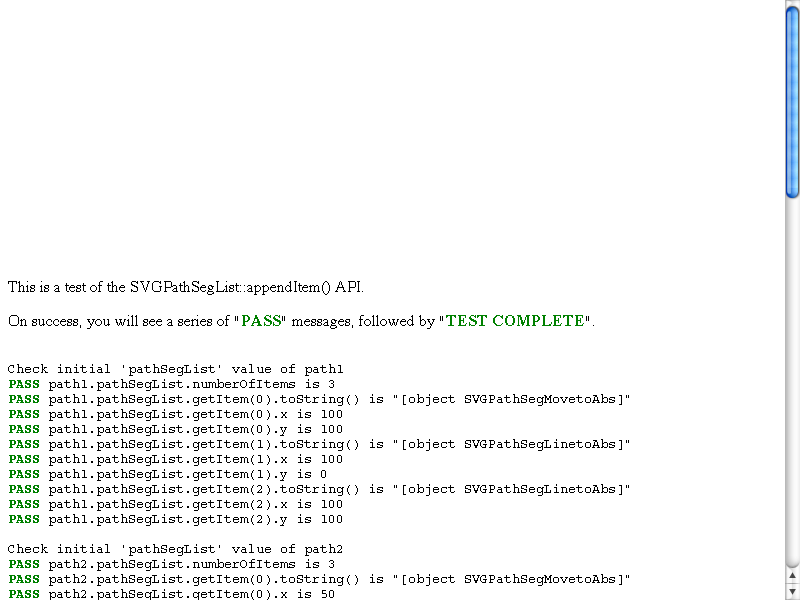 This is a test of the SVGPathSegList::appendItem() API.
On success, you will see a series of "PASS" messages, followed by "TEST COMPLETE".
Check initial 'pathSegList' value of path1
PASS path1.pathSegList.numberOfItems is 3
PASS path1.pathSegList.getItem(0).toString() is "[object SVGPathSegMovetoAbs]"
PASS path1.pathSegList.getItem(0).x is 100
PASS path1.pathSegList.getItem(0).y is 100
PASS path1.pathSegList.getItem(1).toString() is "[object SVGPathSegLinetoAbs]"
PASS path1.pathSegList.getItem(1).x is 100
PASS path1.pathSegList.getItem(1).y is 0
PASS path1.pathSegList.getItem(2).toString() is "[object SVGPathSegLinetoAbs]"
PASS path1.pathSegList.getItem(2).x is 100
PASS path1.pathSegList.getItem(2).y is 100
Check initial 'pathSegList' value of path2
PASS path2.pathSegList.numberOfItems is 3
PASS path2.pathSegList.getItem(0).toString() is "[object SVGPathSegMovetoAbs]"
PASS path2.pathSegList.getItem(0).x is 50